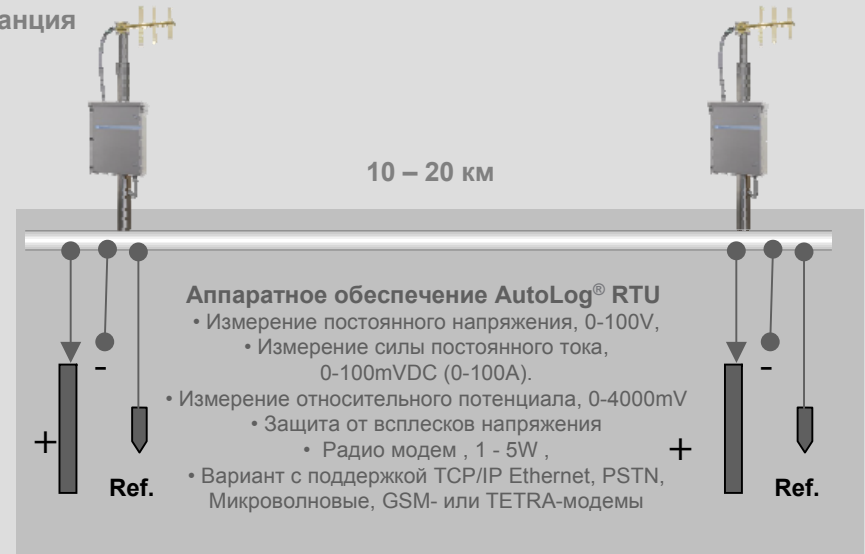 анция
10 – 20 км
Аппаратное обеспечение AutoLog® RTU
• Измерение постоянного напряжения, 0-100V,
• Измерение силы постоянного тока,
0-100mVDC (0-100A).
• Измерение относительного потенциала, 0-4000mV
• Защита от всплесков напряжения
• Радио модем , 1 - 5W ,
• Вариант с поддержкой TCP/IP Ethernet, PSTN,
Микроволновые, GSM- или TETRA-модемы
-
+
Ref.
-
+
Ref.